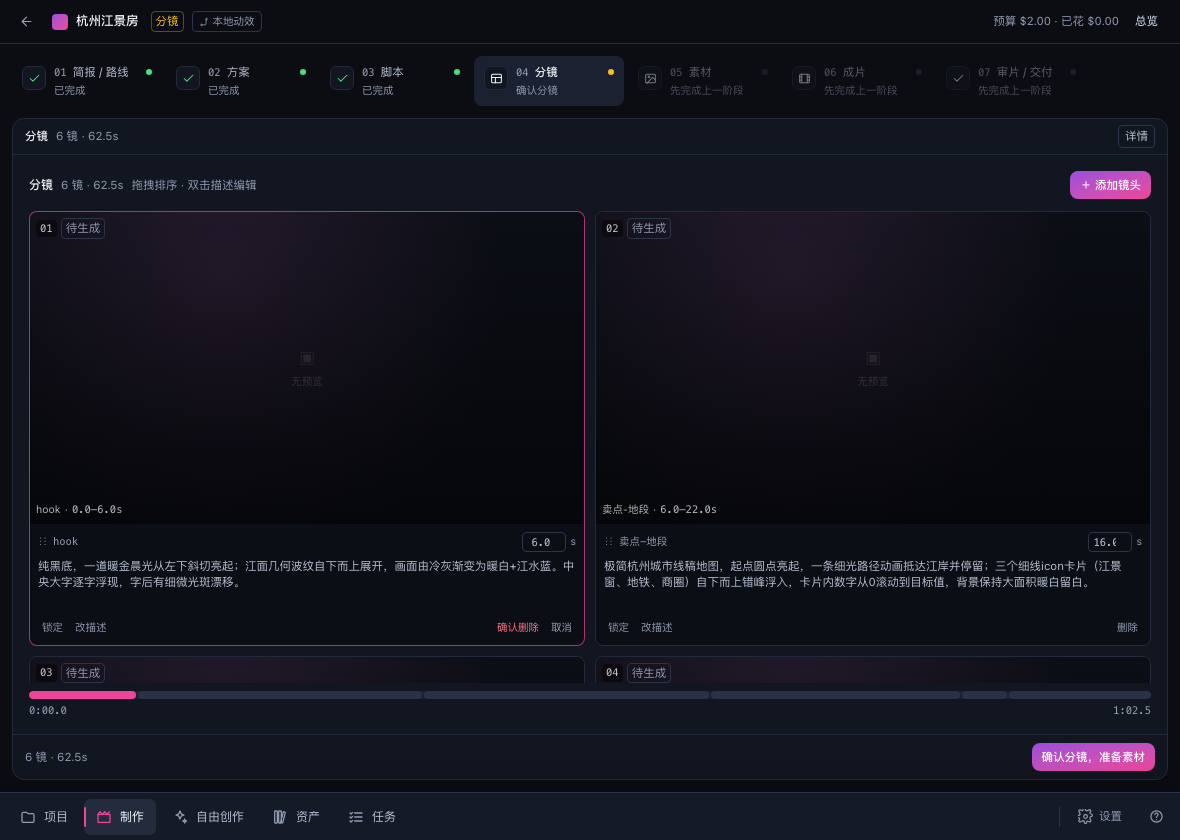 杭州江景房 分镜 本地动效 预算 $2.00 · 已花 $0.00 总览
01 简报 / 路线 已完成
02 方案 已完成
03 脚本 已完成
04 分镜 确认分镜
05 素材 先完成上一阶段
06 成片 先完成上一阶段
07 审片 / 交付 先完成上一阶段
分镜 6 镜 · 62.5s 详情
分镜 6 镜 · 62.5s 拖拽排序 · 双击描述编辑 + 添加镜头
01 待生成
无预览
hook · 0.0—6.0s
hook 6.0 s
纯黑底，一道暖金晨光从左下斜切亮起；江面几何波纹自下而上展开，画面由冷灰渐变为暖白+江水蓝。中
央大字逐字浮现，字后有细微光斑漂移。
锁定 改描述 确认删除 取消
02 待生成
无预览
卖点-地段 · 6.0—22.0s
卖点-地段 16.0 s
极简杭州城市线稿地图，起点圆点亮起，一条细光路径动画抵达江岸并停留；三个细线icon卡片（江景
窗、地铁、商圈）自下而上错峰浮入，卡片内数字从0滚动到目标值，背景保持大面积暖白留白。
锁定 改描述 删除
03 待生成
04 待生成
0:00.0 1:02.5
6 镜 · 62.5s 确认分镜，准备素材
项目 制作 自由创作 资产 任务 设置